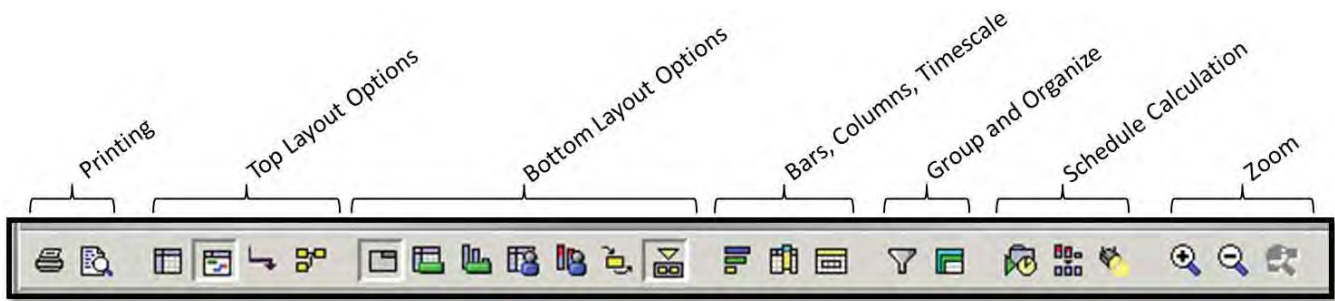 Printing
Top Layout Options
Bottom Layout Options
Bars, Columns, Timescale
Group and Organize
Schedule Calculation
Zoom